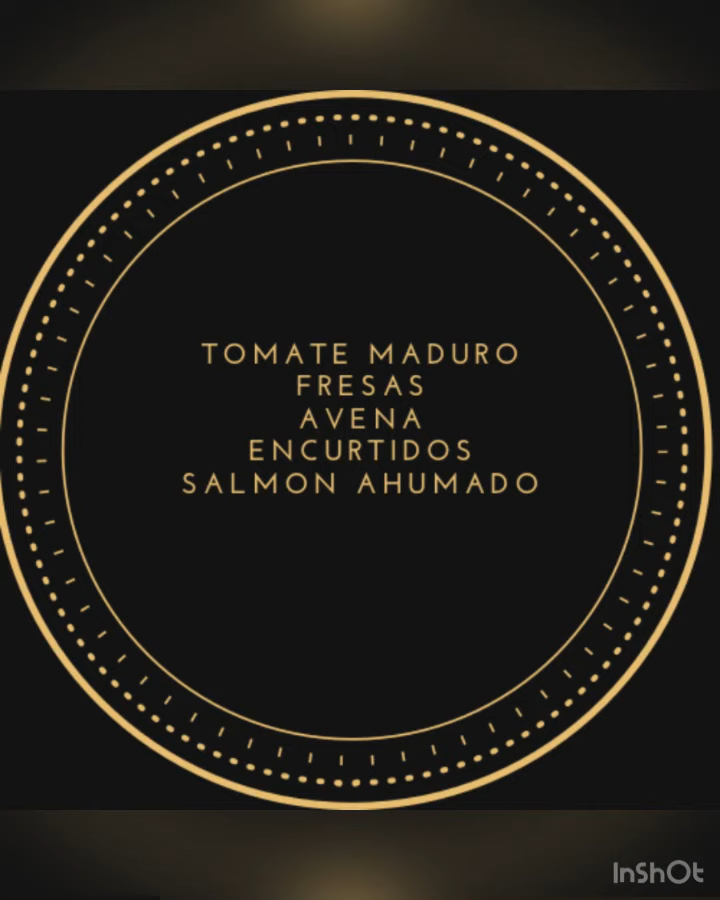 TOMATE MADURO
FRESAS
AVENA
ENCURTIDOS
SALMON AHUMADO
InShOt